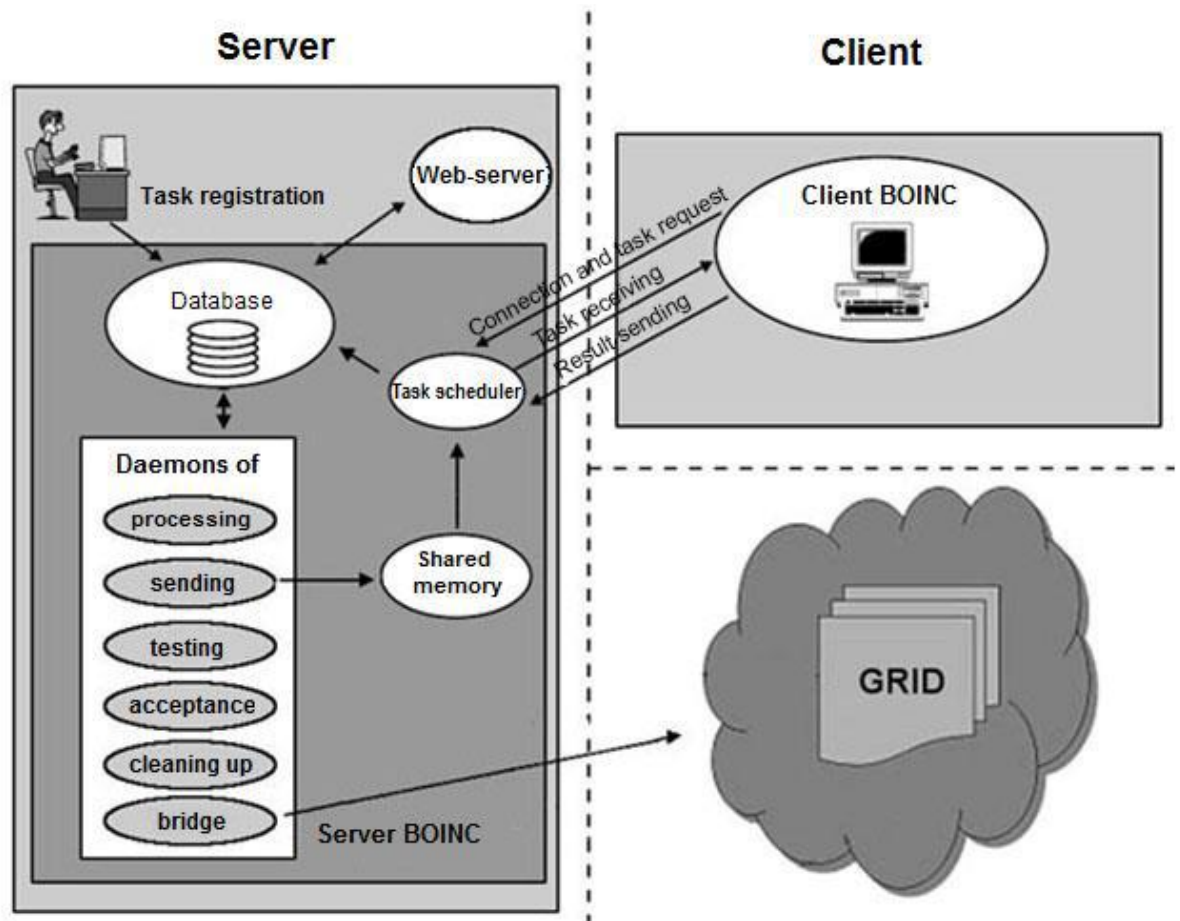 Server
Client
Task registration
Web-server
Client BOINC
Connection and task request
Task receiving
Result sending
Database
Task scheduler
Daemons of
processing
sending
testing
acceptance
cleaning up
bridge
Shared
memory
Server BOINC
GRID